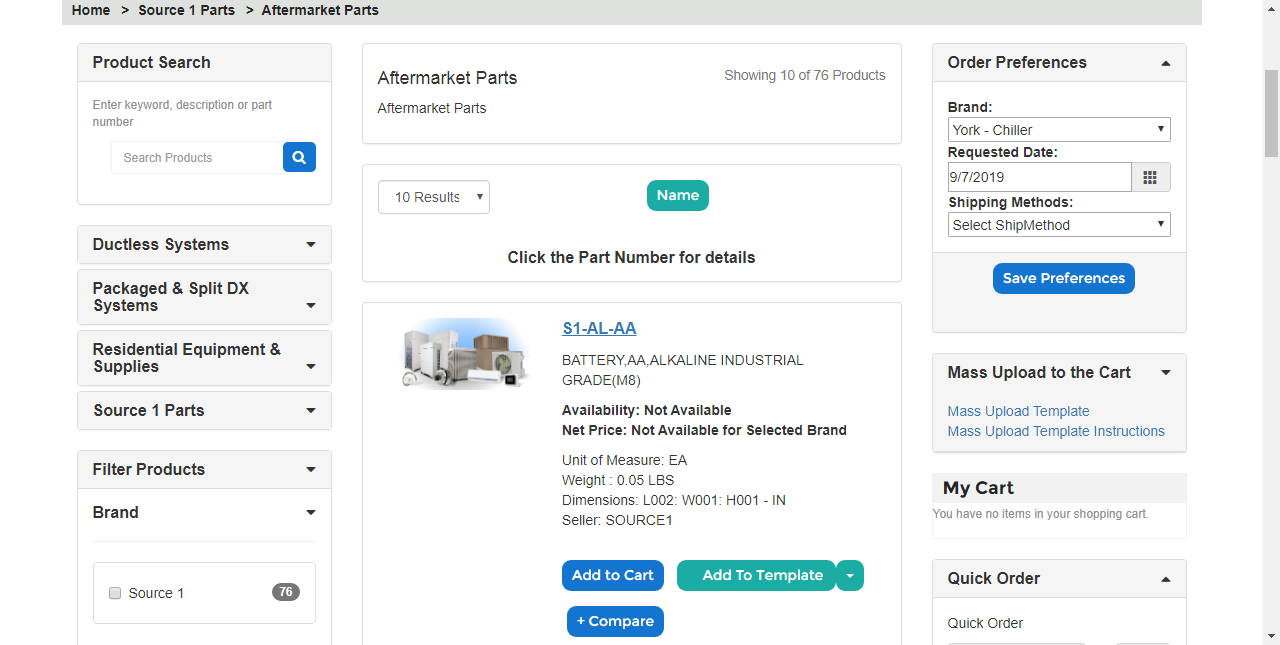 Home > Source 1 Parts > Aftermarket Parts
Product Search
Enter keyword, description or part
number
Search Products
Ductless Systems
Packaged & Split DX
Systems
Residential Equipment &
Supplies
Source 1 Parts
Filter Products
Brand
Source 1 76
Aftermarket Parts
Showing 10 of 76 Products
Aftermarket Parts
10 Results
Name
Click the Part Number for details
S1-AL-AA
BATTERY,AA,ALKALINE INDUSTRIAL
GRADE(M8)
Availability: Not Available
Net Price: Not Available for Selected Brand
Unit of Measure: EA
Weight : 0.05 LBS
Dimensions: L002: W001: H001 - IN
Seller: SOURCE1
Add to Cart
Add To Template
+ Compare
Order Preferences
Brand:
York - Chiller
Requested Date:
9/7/2019
Shipping Methods:
Select ShipMethod
Save Preferences
Mass Upload to the Cart
Mass Upload Template
Mass Upload Template Instructions
My Cart
You have no items in your shopping cart.
Quick Order
Quick Order